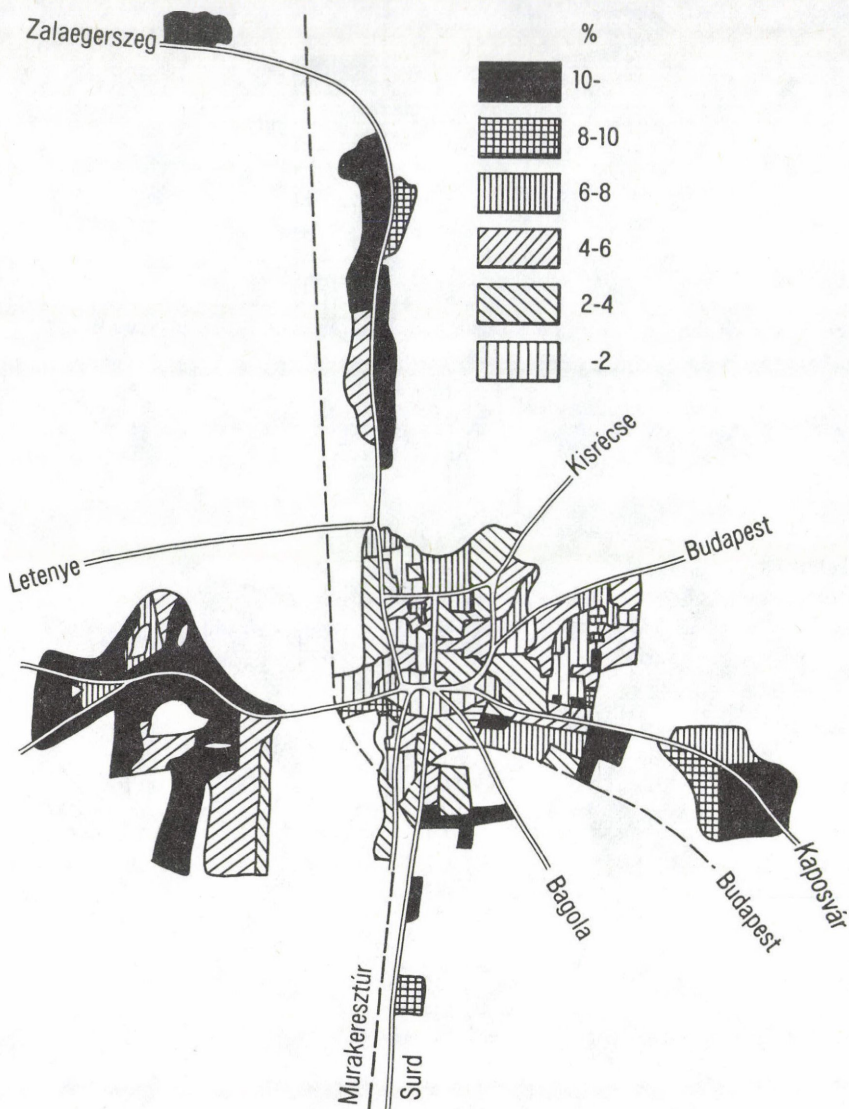 Zalaegerszeg
%
10-
8-10
6-8
4-6
2-4
-2
Kisrécse
Budapest
Letenye
Kaposvár
Budapest
Bagola
Murakeresztúr
Surd